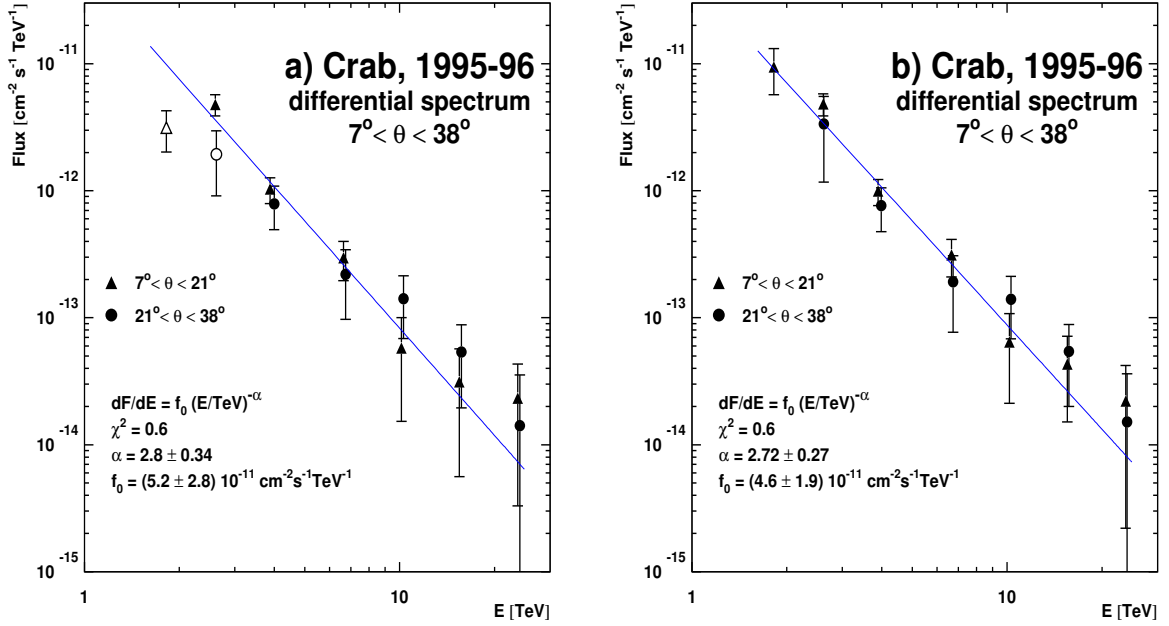 Flux [cm⁻² s⁻¹ TeV⁻¹]
10 ⁻¹¹
10 ⁻¹²
10 ⁻¹³
10 ⁻¹⁴
10 ⁻¹⁵
a) Crab, 1995-96
differential spectrum
7° < θ < 38°
7° < θ < 21°
21° < θ < 38°
dF/dE = f₀ (E/TeV)⁻α
χ² = 0.6
α = 2.8 ± 0.34
f₀ = (5.2 ± 2.8) 10⁻¹¹ cm⁻²s⁻¹TeV⁻¹
1
10
E [TeV]
Flux [cm⁻² s⁻¹ TeV⁻¹]
10 ⁻¹¹
10 ⁻¹²
10 ⁻¹³
10 ⁻¹⁴
10 ⁻¹⁵
b) Crab, 1995-96
differential spectrum
7° < θ < 38°
7° < θ < 21°
21° < θ < 38°
dF/dE = f₀ (E/TeV)⁻α
χ² = 0.6
α = 2.72 ± 0.27
f₀ = (4.6 ± 1.9) 10⁻¹¹ cm⁻²s⁻¹TeV⁻¹
1
10
E [TeV]